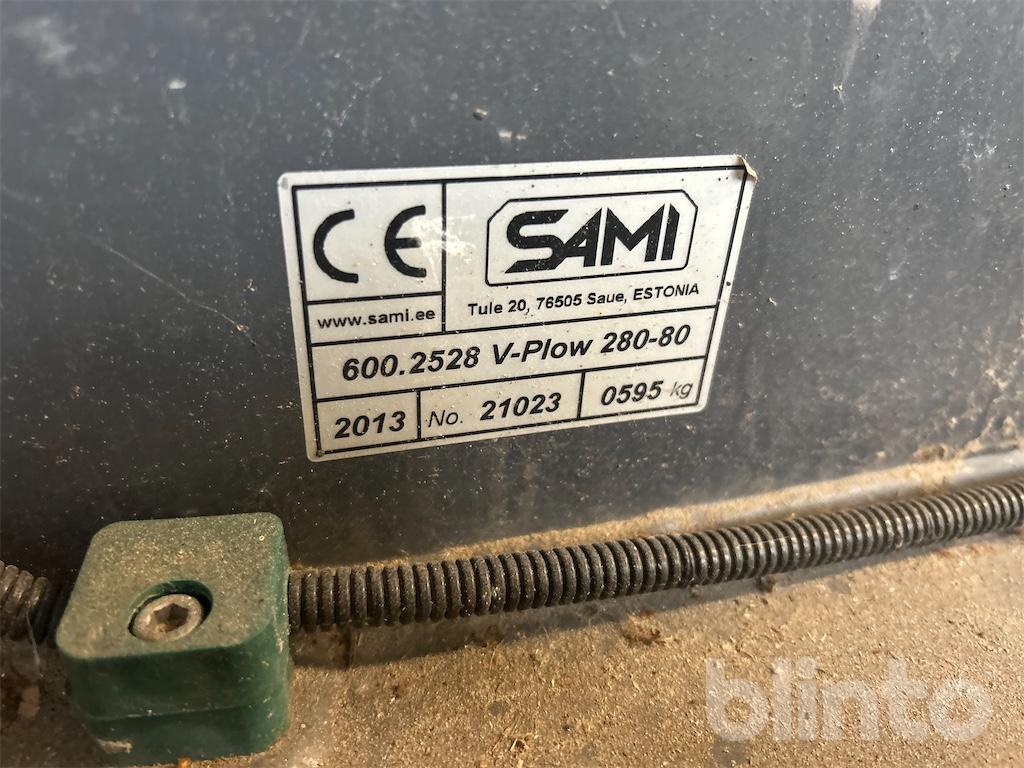 CE
SAMI
www.sami.ee
Tule 20, 76505 Saue, ESTONIA
600.2528 V-Plow 280-80
2013 No. 21023 0595 kg
blinto